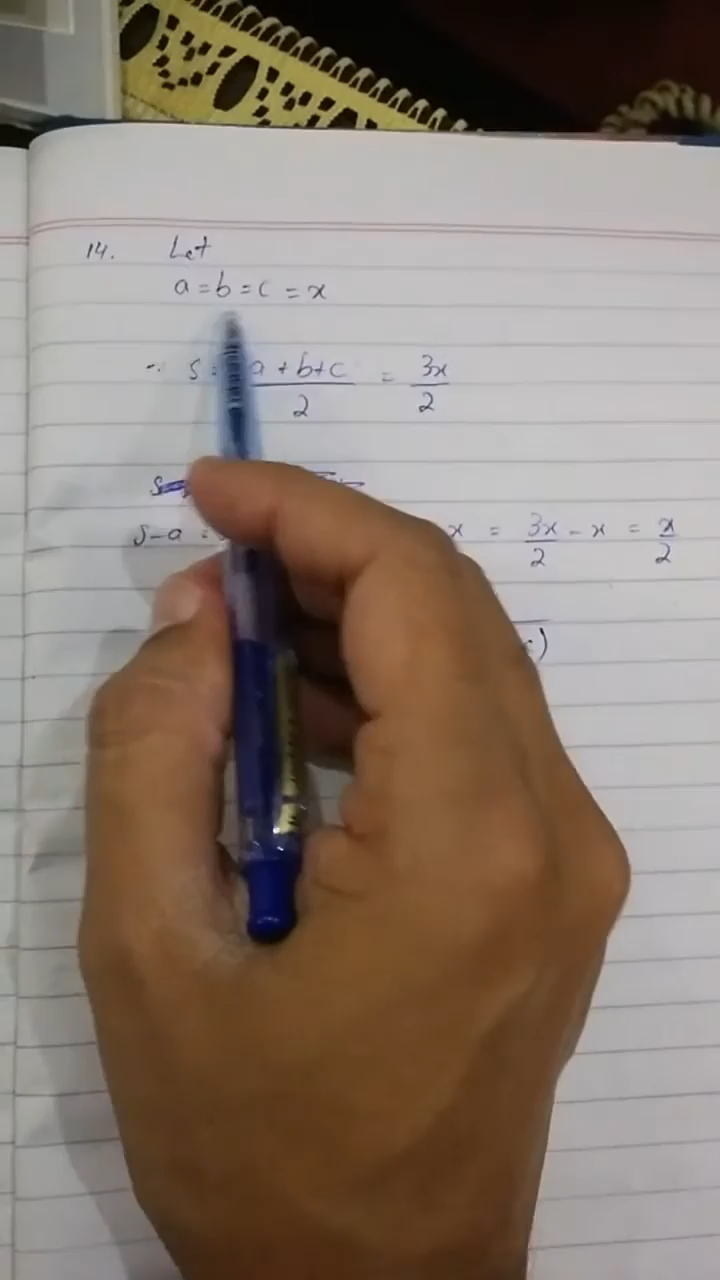 14. Let
a = b = c = x
∵ s = a + b + c / 2 = 3x / 2
s - a = x = 3x / 2 - x = x / 2
c)